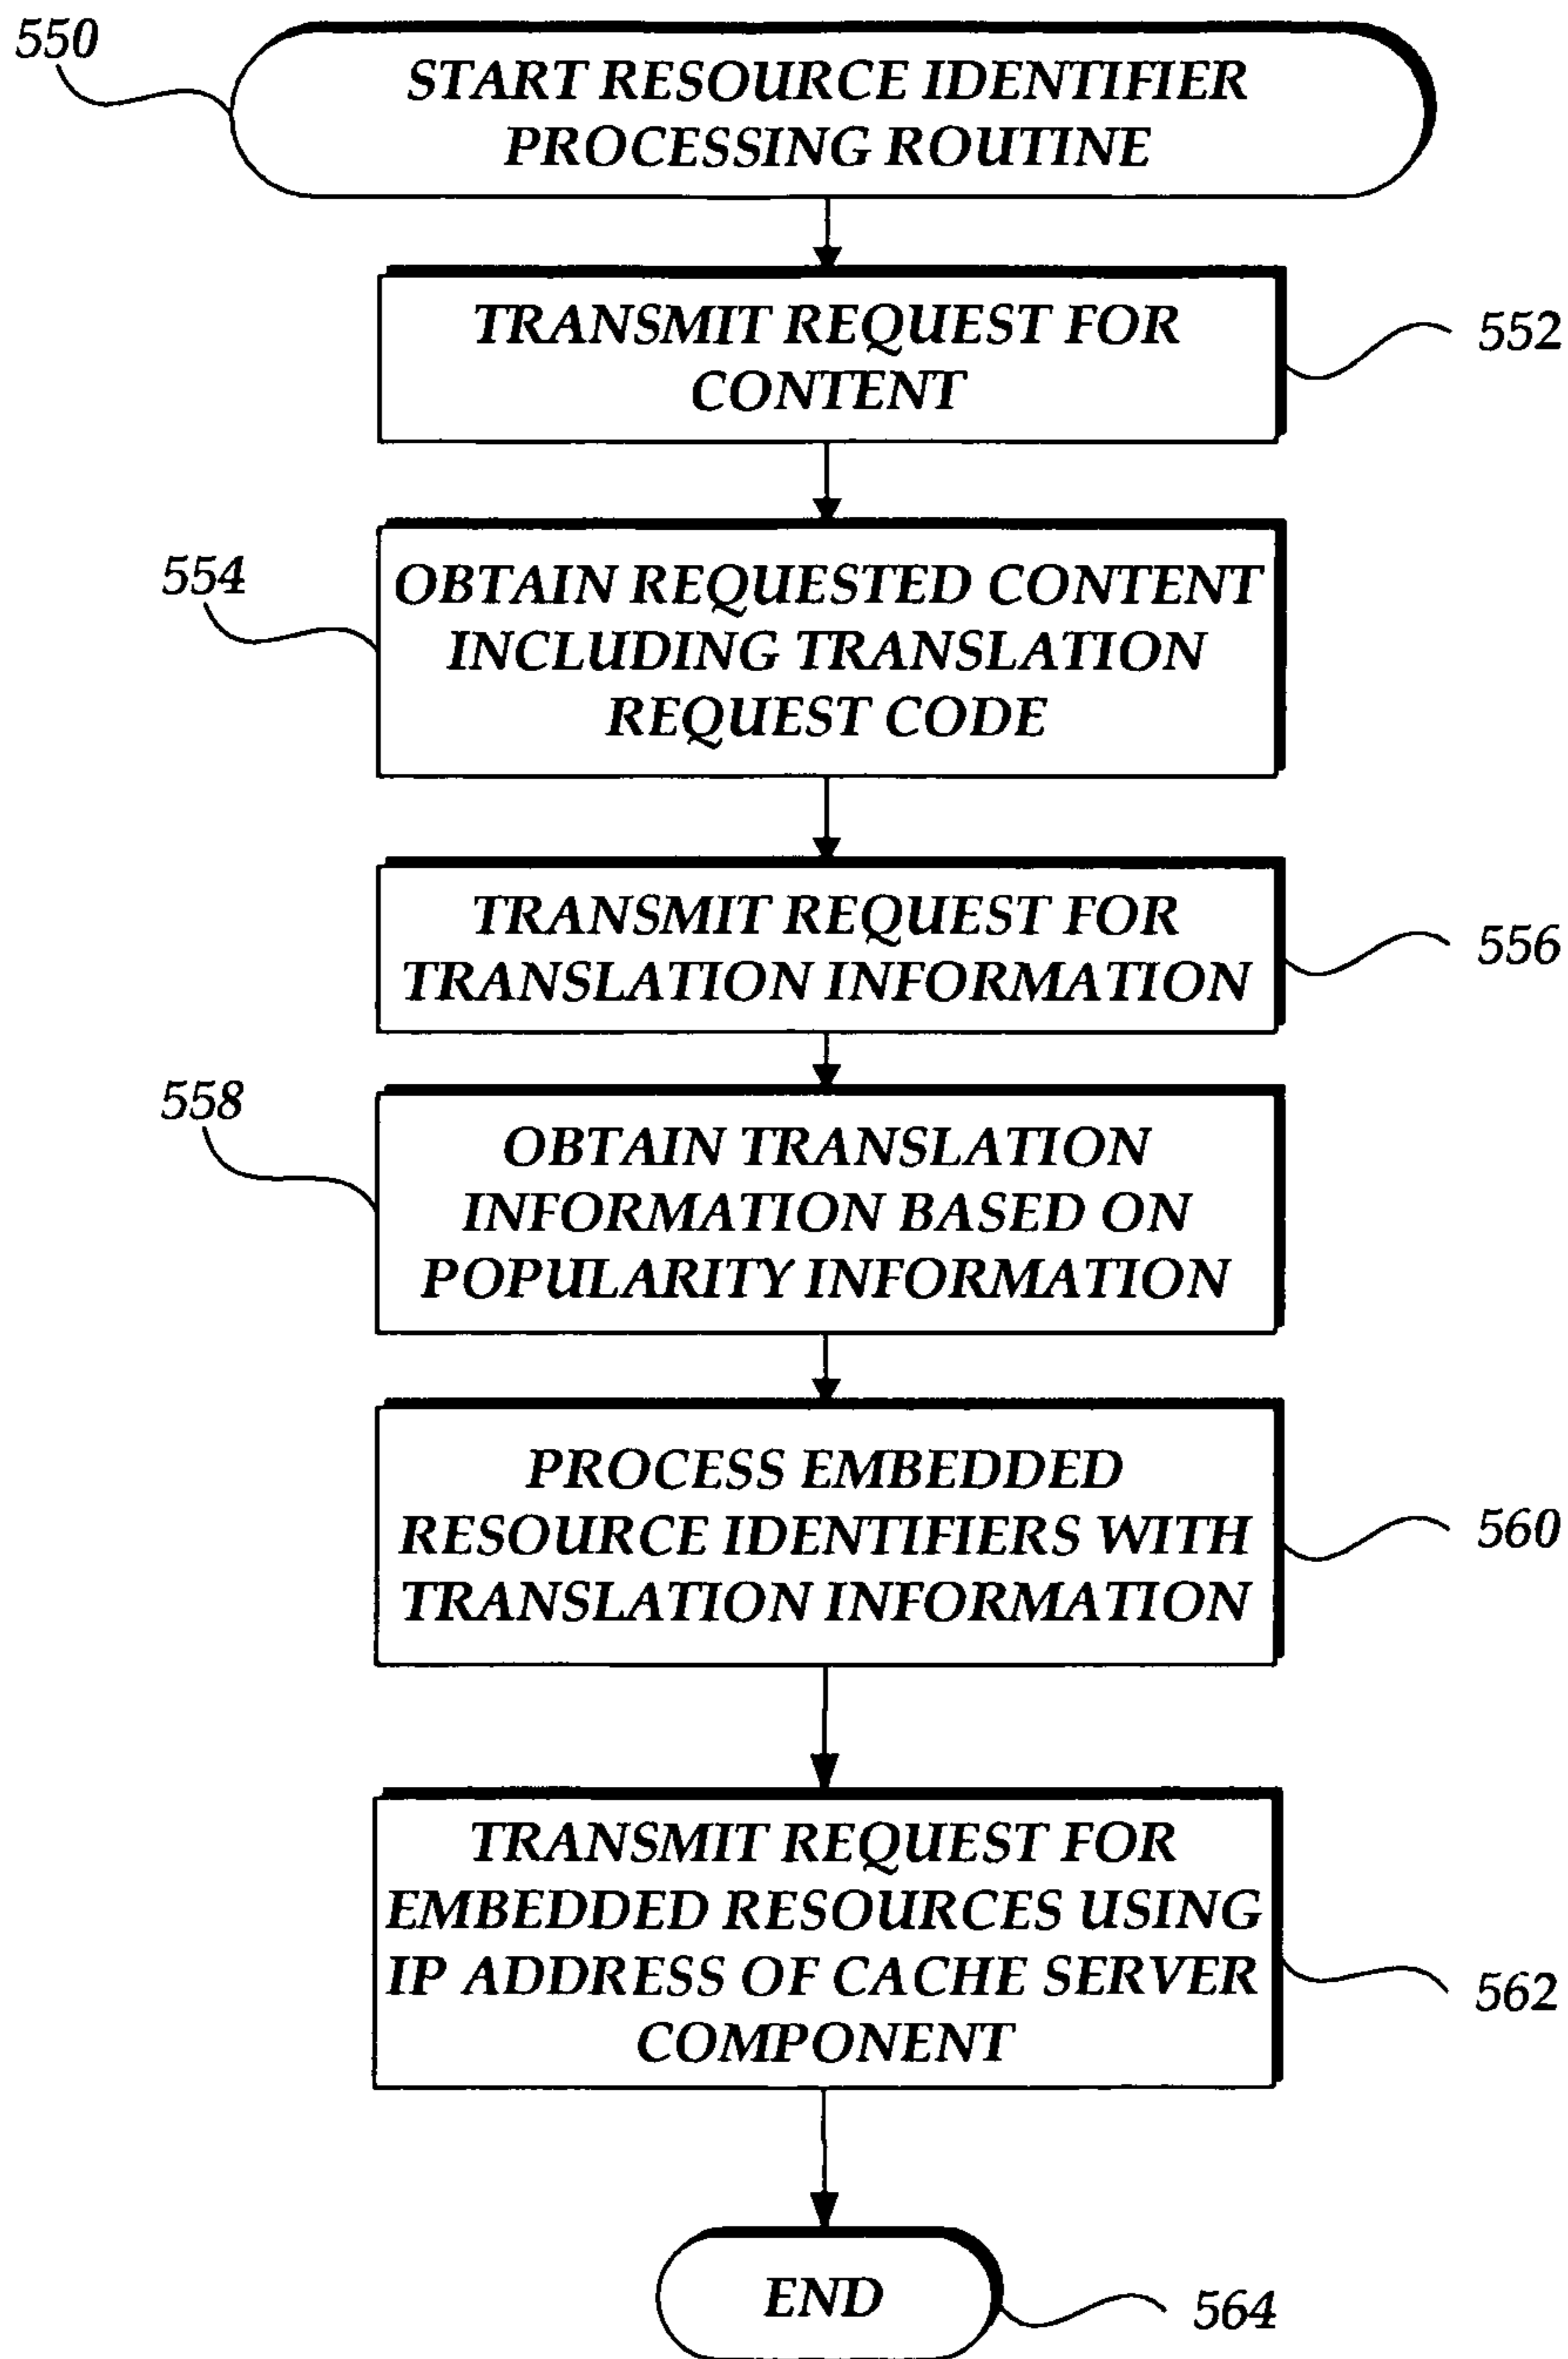 550
START RESOURCE IDENTIFIER
PROCESSING ROUTINE
TRANSMIT REQUEST FOR
CONTENT
552
554
OBTAIN REQUESTED CONTENT
INCLUDING TRANSLATION
REQUEST CODE
TRANSMIT REQUEST FOR
TRANSLATION INFORMATION
556
558
OBTAIN TRANSLATION
INFORMATION BASED ON
POPULARITY INFORMATION
PROCESS EMBEDDED
RESOURCE IDENTIFIERS WITH
TRANSLATION INFORMATION
560
TRANSMIT REQUEST FOR
EMBEDDED RESOURCES USING
IP ADDRESS OF CACHE SERVER
COMPONENT
562
END
564